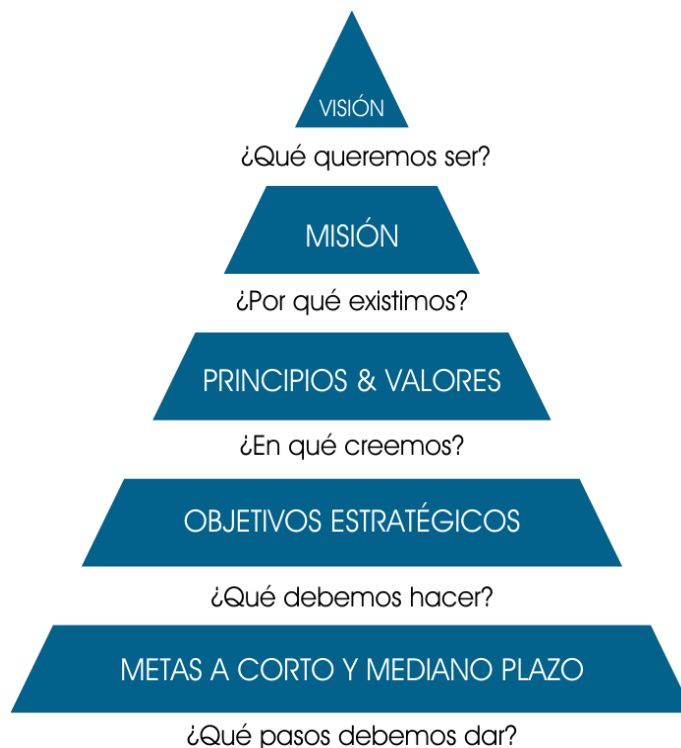 VISIÓN
¿Qué queremos ser?
MISIÓN
¿Por qué existimos?
PRINCIPIOS & VALORES
¿En qué creemos?
OBJETIVOS ESTRATÉGICOS
¿Qué debemos hacer?
METAS A CORTO Y MEDIANO PLAZO
¿Qué pasos debemos dar?